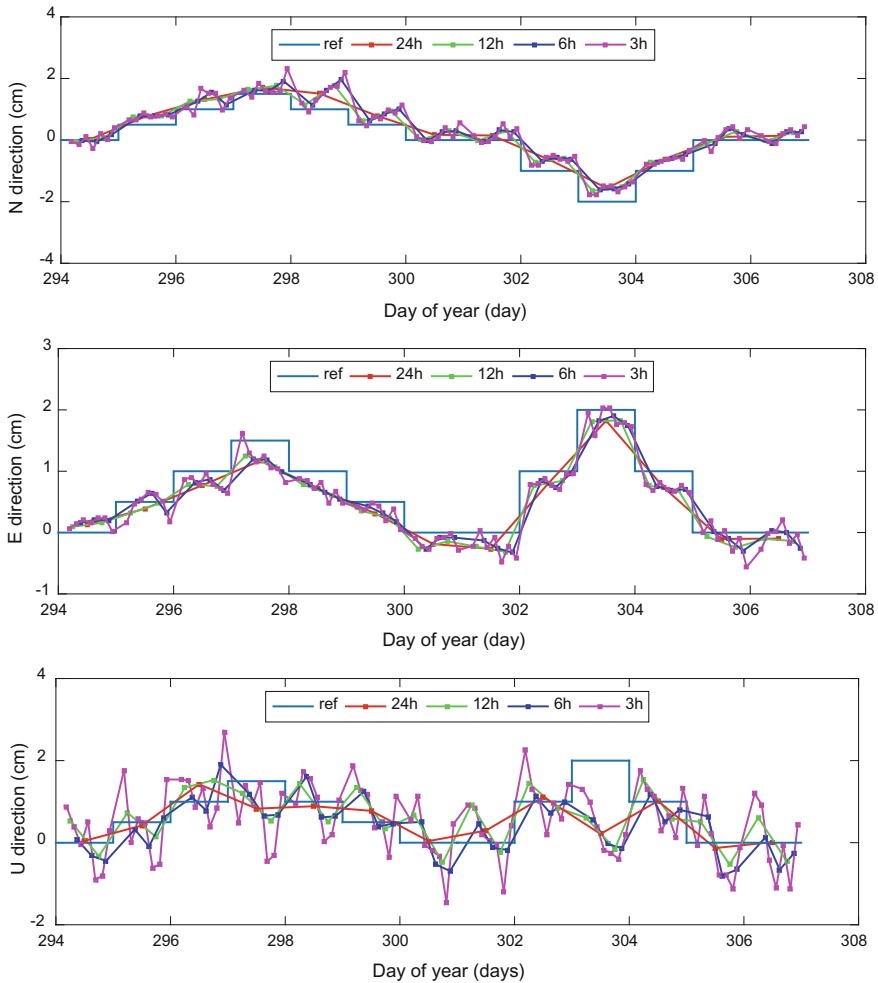 ref 24h 12h 6h 3h
4
2
0
-2
-4
N direction (cm)
294 296 298 300 302 304 306 308
Day of year (day)
ref 24h 12h 6h 3h
3
2
1
0
-1
E direction (cm)
294 296 298 300 302 304 306 308
Day of year (day)
ref 24h 12h 6h 3h
4
2
0
-2
U direction (cm)
294 296 298 300 302 304 306 308
Day of year (days)